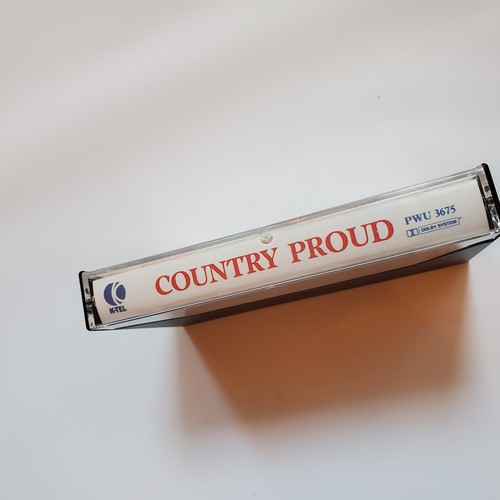 K-TEL
COUNTRY PROUD
PWU 3675
DOLBY SYSTEM